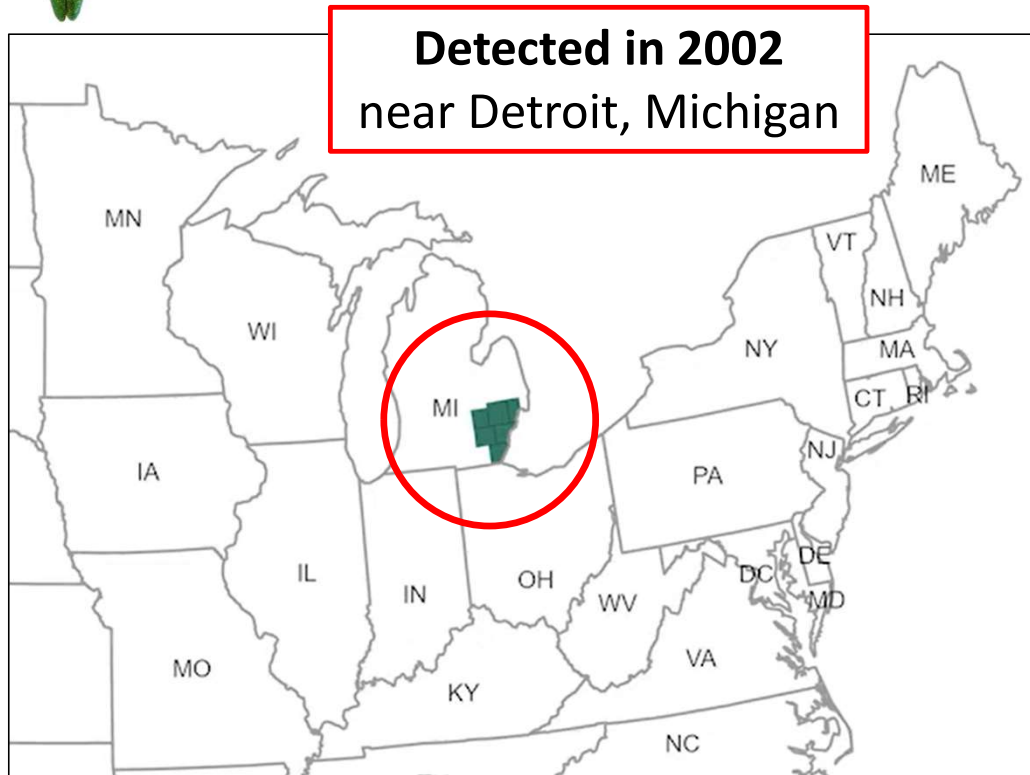 Detected in 2002
near Detroit, Michigan
ME
MN
VT
NH
WI
NY
MA
MI
CT
RI
NJ
IA
PA
IL
IN
OH
DE
DC
WV
MD
VA
MO
KY
NC